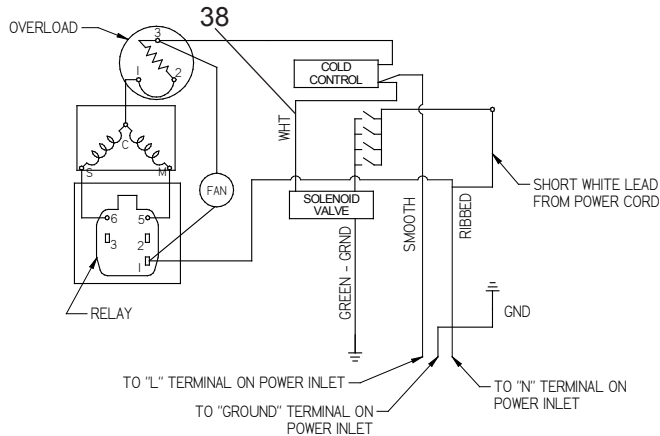 38
OVERLOAD
3
1
2
COLD
CONTROL
WHT
C
S
M
FAN
SOLENOID
VALVE
SHORT WHITE LEAD
FROM POWER CORD
6
5
3
2
1
RELAY
GREEN - GRND
SMOOTH
RIBBED
GND
TO "L" TERMINAL ON POWER INLET
TO "GROUND" TERMINAL ON
POWER INLET
TO "N" TERMINAL ON
POWER INLET